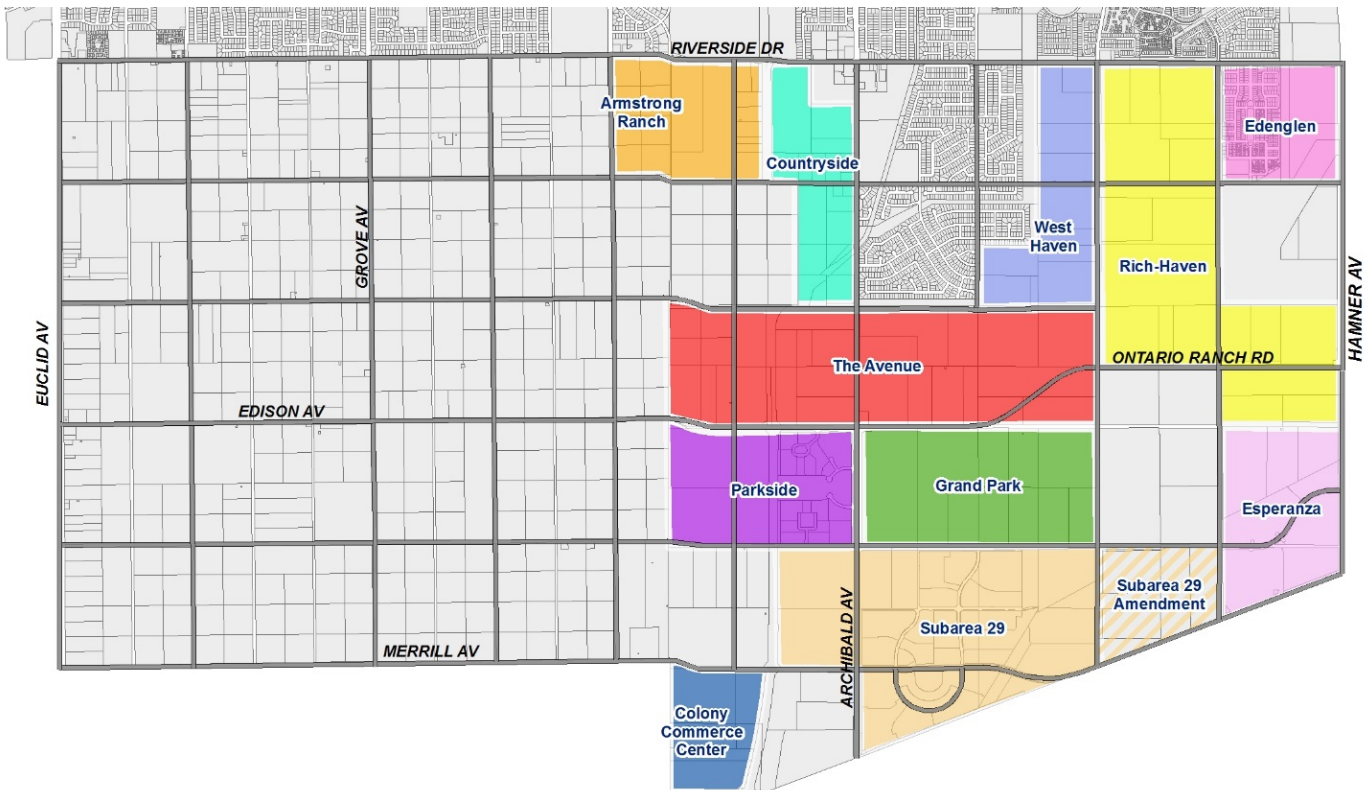 RIVERSIDE DR
Armstrong
Ranch
Countryside
Edenglen
GROVE AV
West
Haven
Rich-Haven
HAMNER AV
EUCLID AV
The Avenue
ONTARIO RANCH RD
EDISON AV
Parkside
Grand Park
Esperanza
Subarea 29
Amendment
ARCHIBALD AV
Subarea 29
MERRILL AV
Colony
Commerce
Center